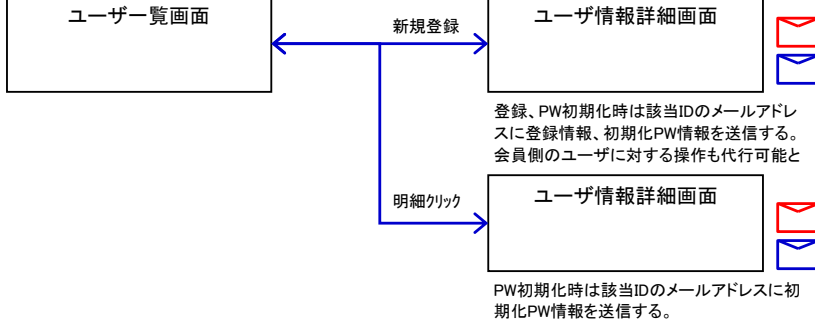 ユーザー覧画面
新規登録
ユーザ情報詳細画面
登録、PW初期化時は該当IDのメールアドレ
スに登録情報、初期化PW情報を送信する。
会員側のユーザに対する操作も代行可能と
明細クリック
ユーザ情報詳細画面
PW初期化時は該当IDのメールアドレスに初
期化PW情報を送信する。